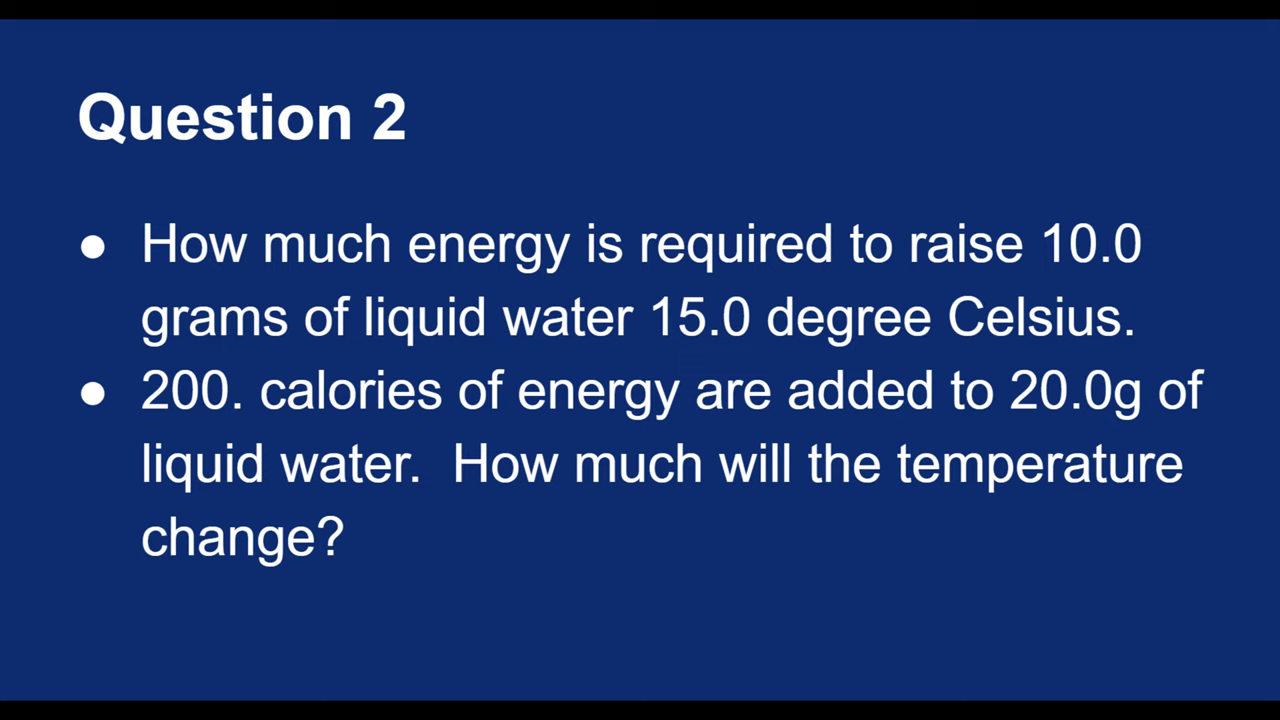 Question 2
● How much energy is required to raise 10.0
grams of liquid water 15.0 degree Celsius.
● 200. calories of energy are added to 20.0g of
liquid water.  How much will the temperature
change?